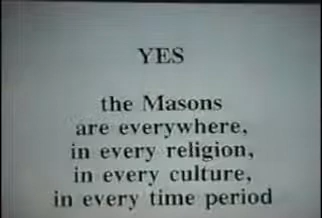 YES
the Masons
are everywhere,
in every religion,
in every culture,
in every time period